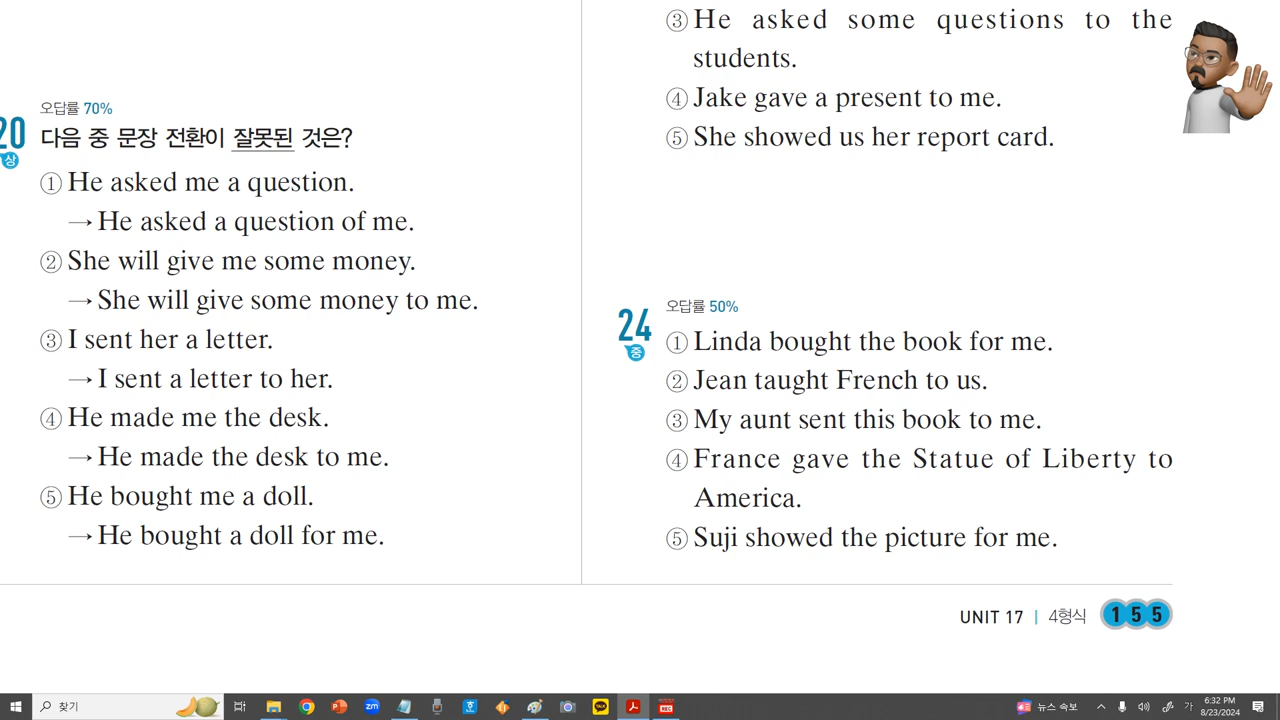 오답률 70%
20
상
다음 중 문장 전환이 잘못된 것은?
① He asked me a question.
→ He asked a question of me.
② She will give me some money.
→ She will give some money to me.
③ I sent her a letter.
→ I sent a letter to her.
④ He made me the desk.
→ He made the desk to me.
⑤ He bought me a doll.
→ He bought a doll for me.
③ He asked some questions to the
students.
④ Jake gave a present to me.
⑤ She showed us her report card.
오답률 50%
24
중
① Linda bought the book for me.
② Jean taught French to us.
③ My aunt sent this book to me.
④ France gave the Statue of Liberty to
America.
⑤ Suji showed the picture for me.
UNIT 17 | 4형식 155
찾기
zm
TALK
REC
뉴스 속보
가
6:32 PM
8/23/2024